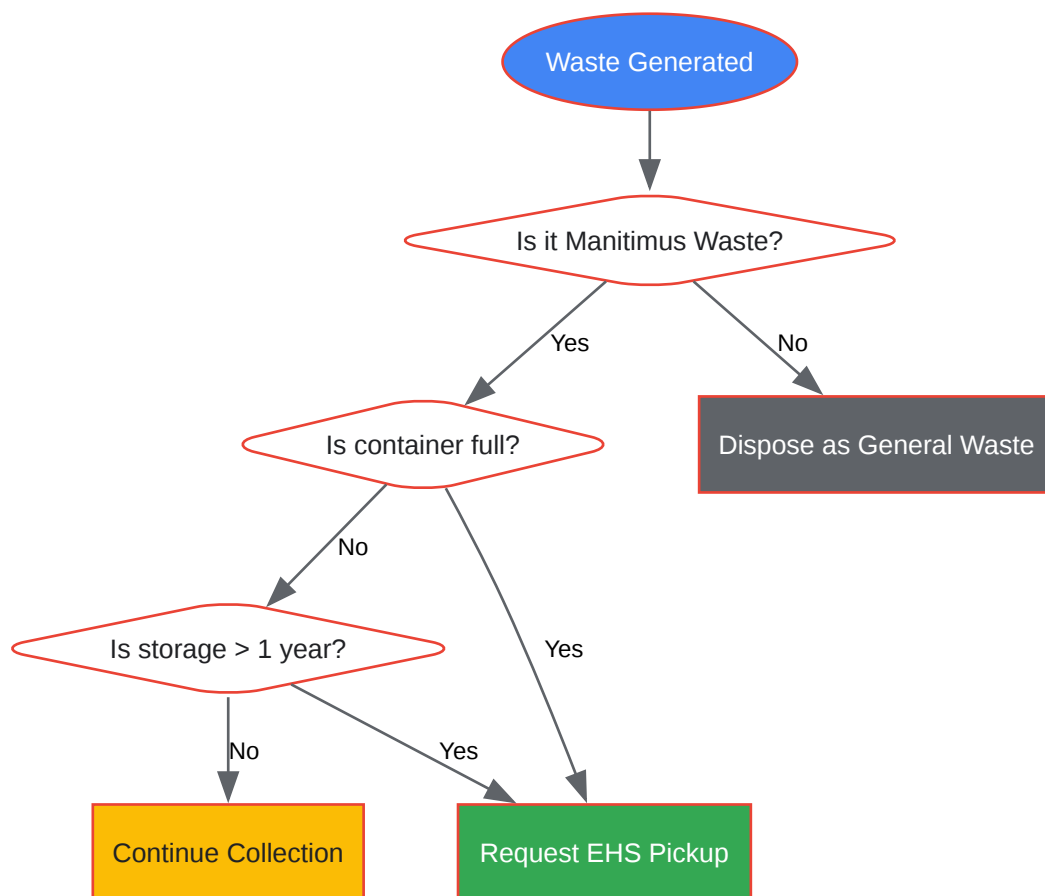 Waste Generated
Is it Manitimus Waste?
Yes
No
Is container full?
Dispose as General Waste
No
Is storage > 1 year?
Yes
No
Yes
Continue Collection
Request EHS Pickup